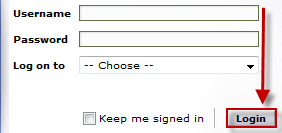 Username
Password
Log on to -- Choose --
Keep me signed in Login